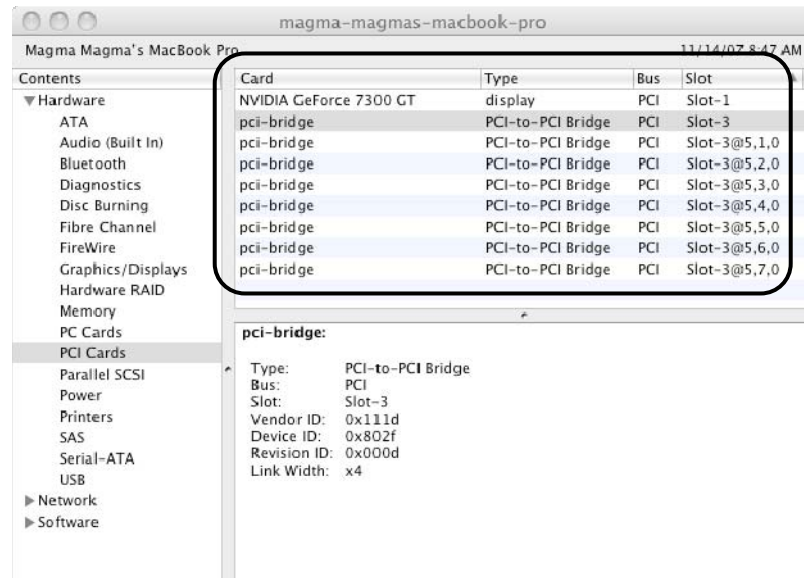 magma-magmas-macbook-pro
Magma Magma's MacBook Pro 11/14/07 8:47 AM
Contents
Hardware
ATA
Audio (Built In)
Bluetooth
Diagnostics
Disc Burning
Fibre Channel
FireWire
Graphics/Displays
Hardware RAID
Memory
PC Cards
PCI Cards
Parallel SCSI
Power
Printers
SAS
Serial-ATA
USB
Network
Software
Card Type Bus Slot
NVIDIA GeForce 7300 GT display PCI Slot-1
pci-bridge PCI-to-PCI Bridge PCI Slot-3
pci-bridge PCI-to-PCI Bridge PCI Slot-3@5,1,0
pci-bridge PCI-to-PCI Bridge PCI Slot-3@5,2,0
pci-bridge PCI-to-PCI Bridge PCI Slot-3@5,3,0
pci-bridge PCI-to-PCI Bridge PCI Slot-3@5,4,0
pci-bridge PCI-to-PCI Bridge PCI Slot-3@5,5,0
pci-bridge PCI-to-PCI Bridge PCI Slot-3@5,6,0
pci-bridge PCI-to-PCI Bridge PCI Slot-3@5,7,0
pci-bridge:
Type: PCI-to-PCI Bridge
Bus: PCI
Slot: Slot-3
Vendor ID: 0x111d
Device ID: 0x802f
Revision ID: 0x000d
Link Width: x4